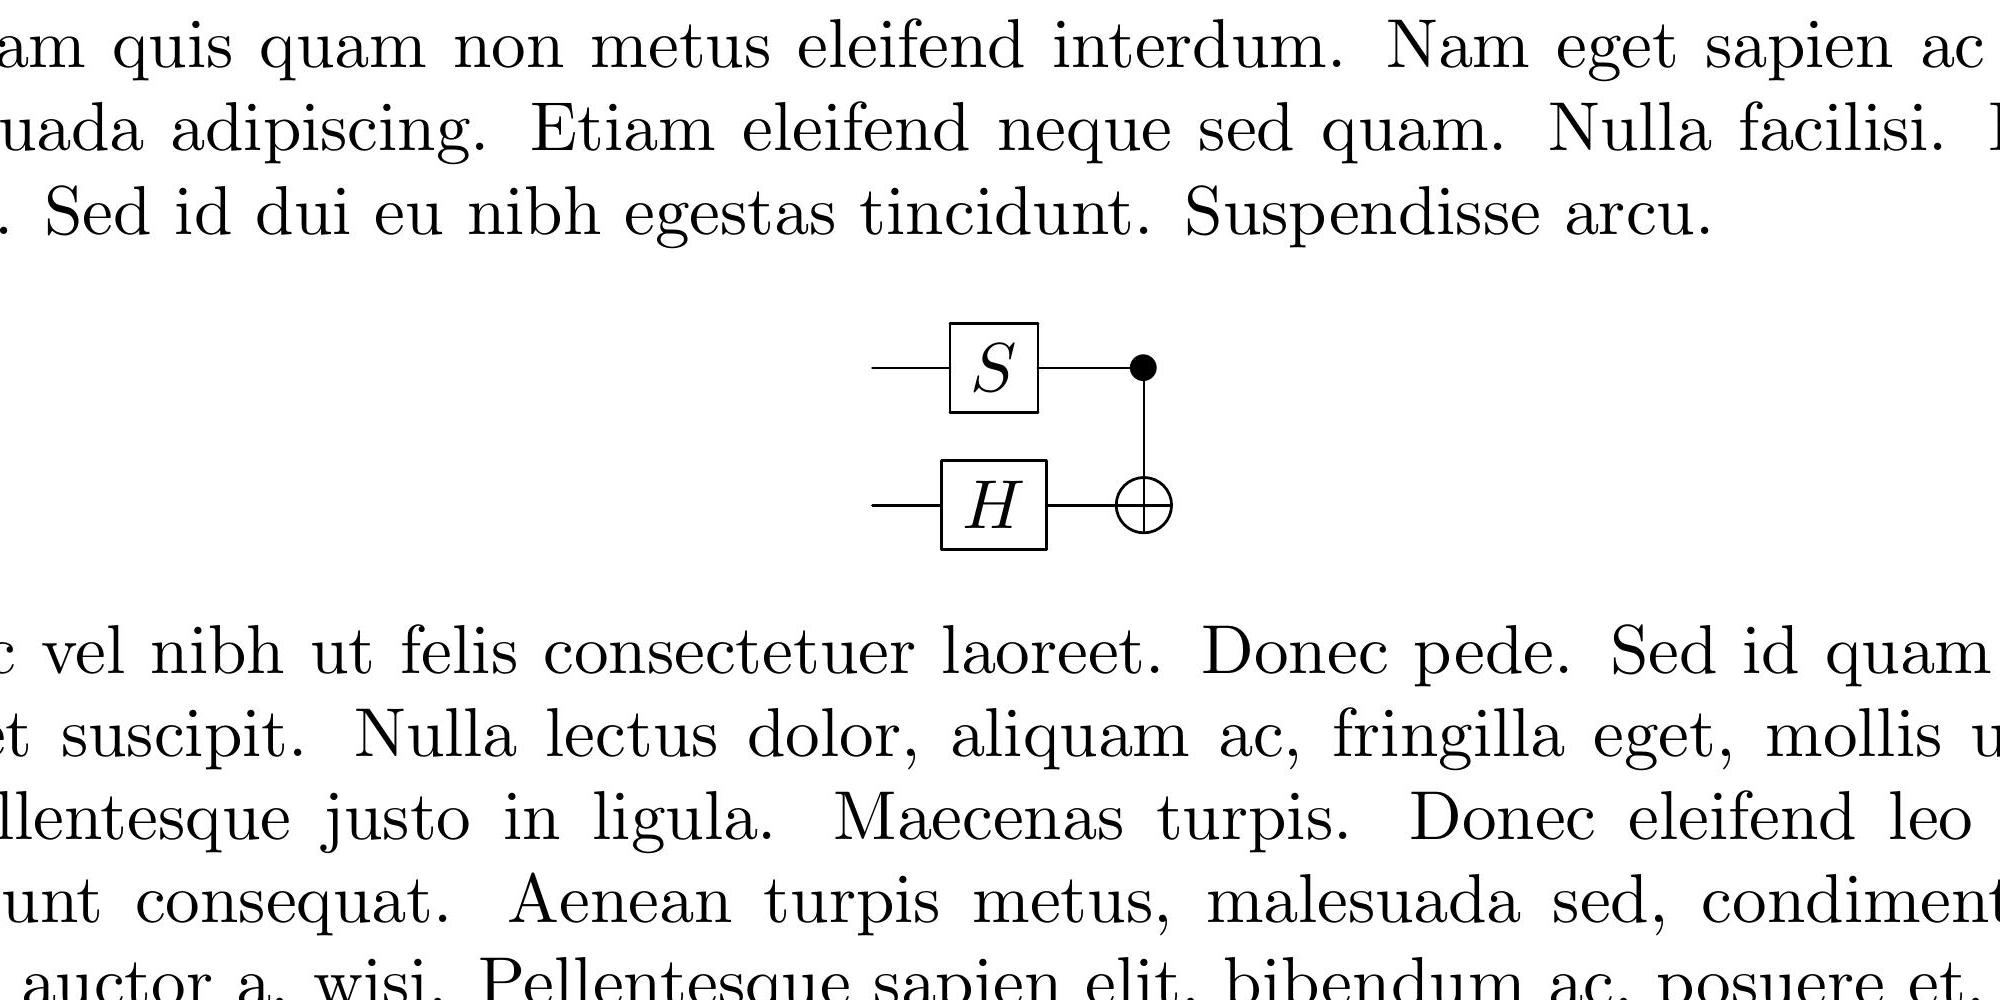 am quis quam non metus eleifend interdum. Nam eget sapien ac
uada adipiscing. Etiam eleifend neque sed quam. Nulla facilisi.
. Sed id dui eu nibh egestas tincidunt. Suspendisse arcu.
S
H
c vel nibh ut felis consectetuer laoreet. Donec pede. Sed id quam
et suscipit. Nulla lectus dolor, aliquam ac, fringilla eget, mollis u
llentesque justo in ligula. Maecenas turpis. Donec eleifend leo
unt consequat. Aenean turpis metus, malesuada sed, condiment
auctor a, wisi. Pellentesque sapien elit, bibendum ac, posuere et,